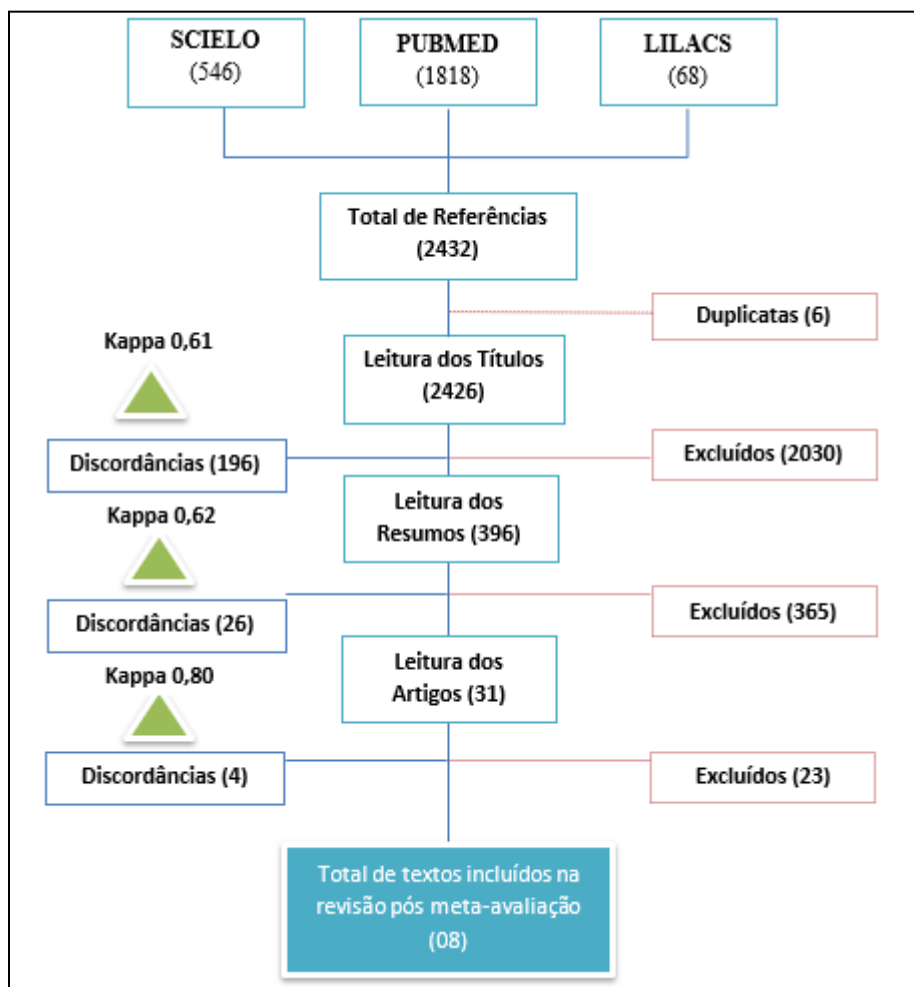 SCIELO
(546)
PUBMED
(1818)
LILACS
(68)
Total de Referências
(2432)
Duplicatas (6)
Kappa 0,61
Leitura dos Títulos
(2426)
Discordâncias (196)
Excluídos (2030)
Kappa 0,62
Leitura dos
Resumos (396)
Discordâncias (26)
Excluídos (365)
Kappa 0,80
Leitura dos
Artigos (31)
Discordâncias (4)
Excluídos (23)
Total de textos incluídos na
revisão pós meta-avaliação
(08)